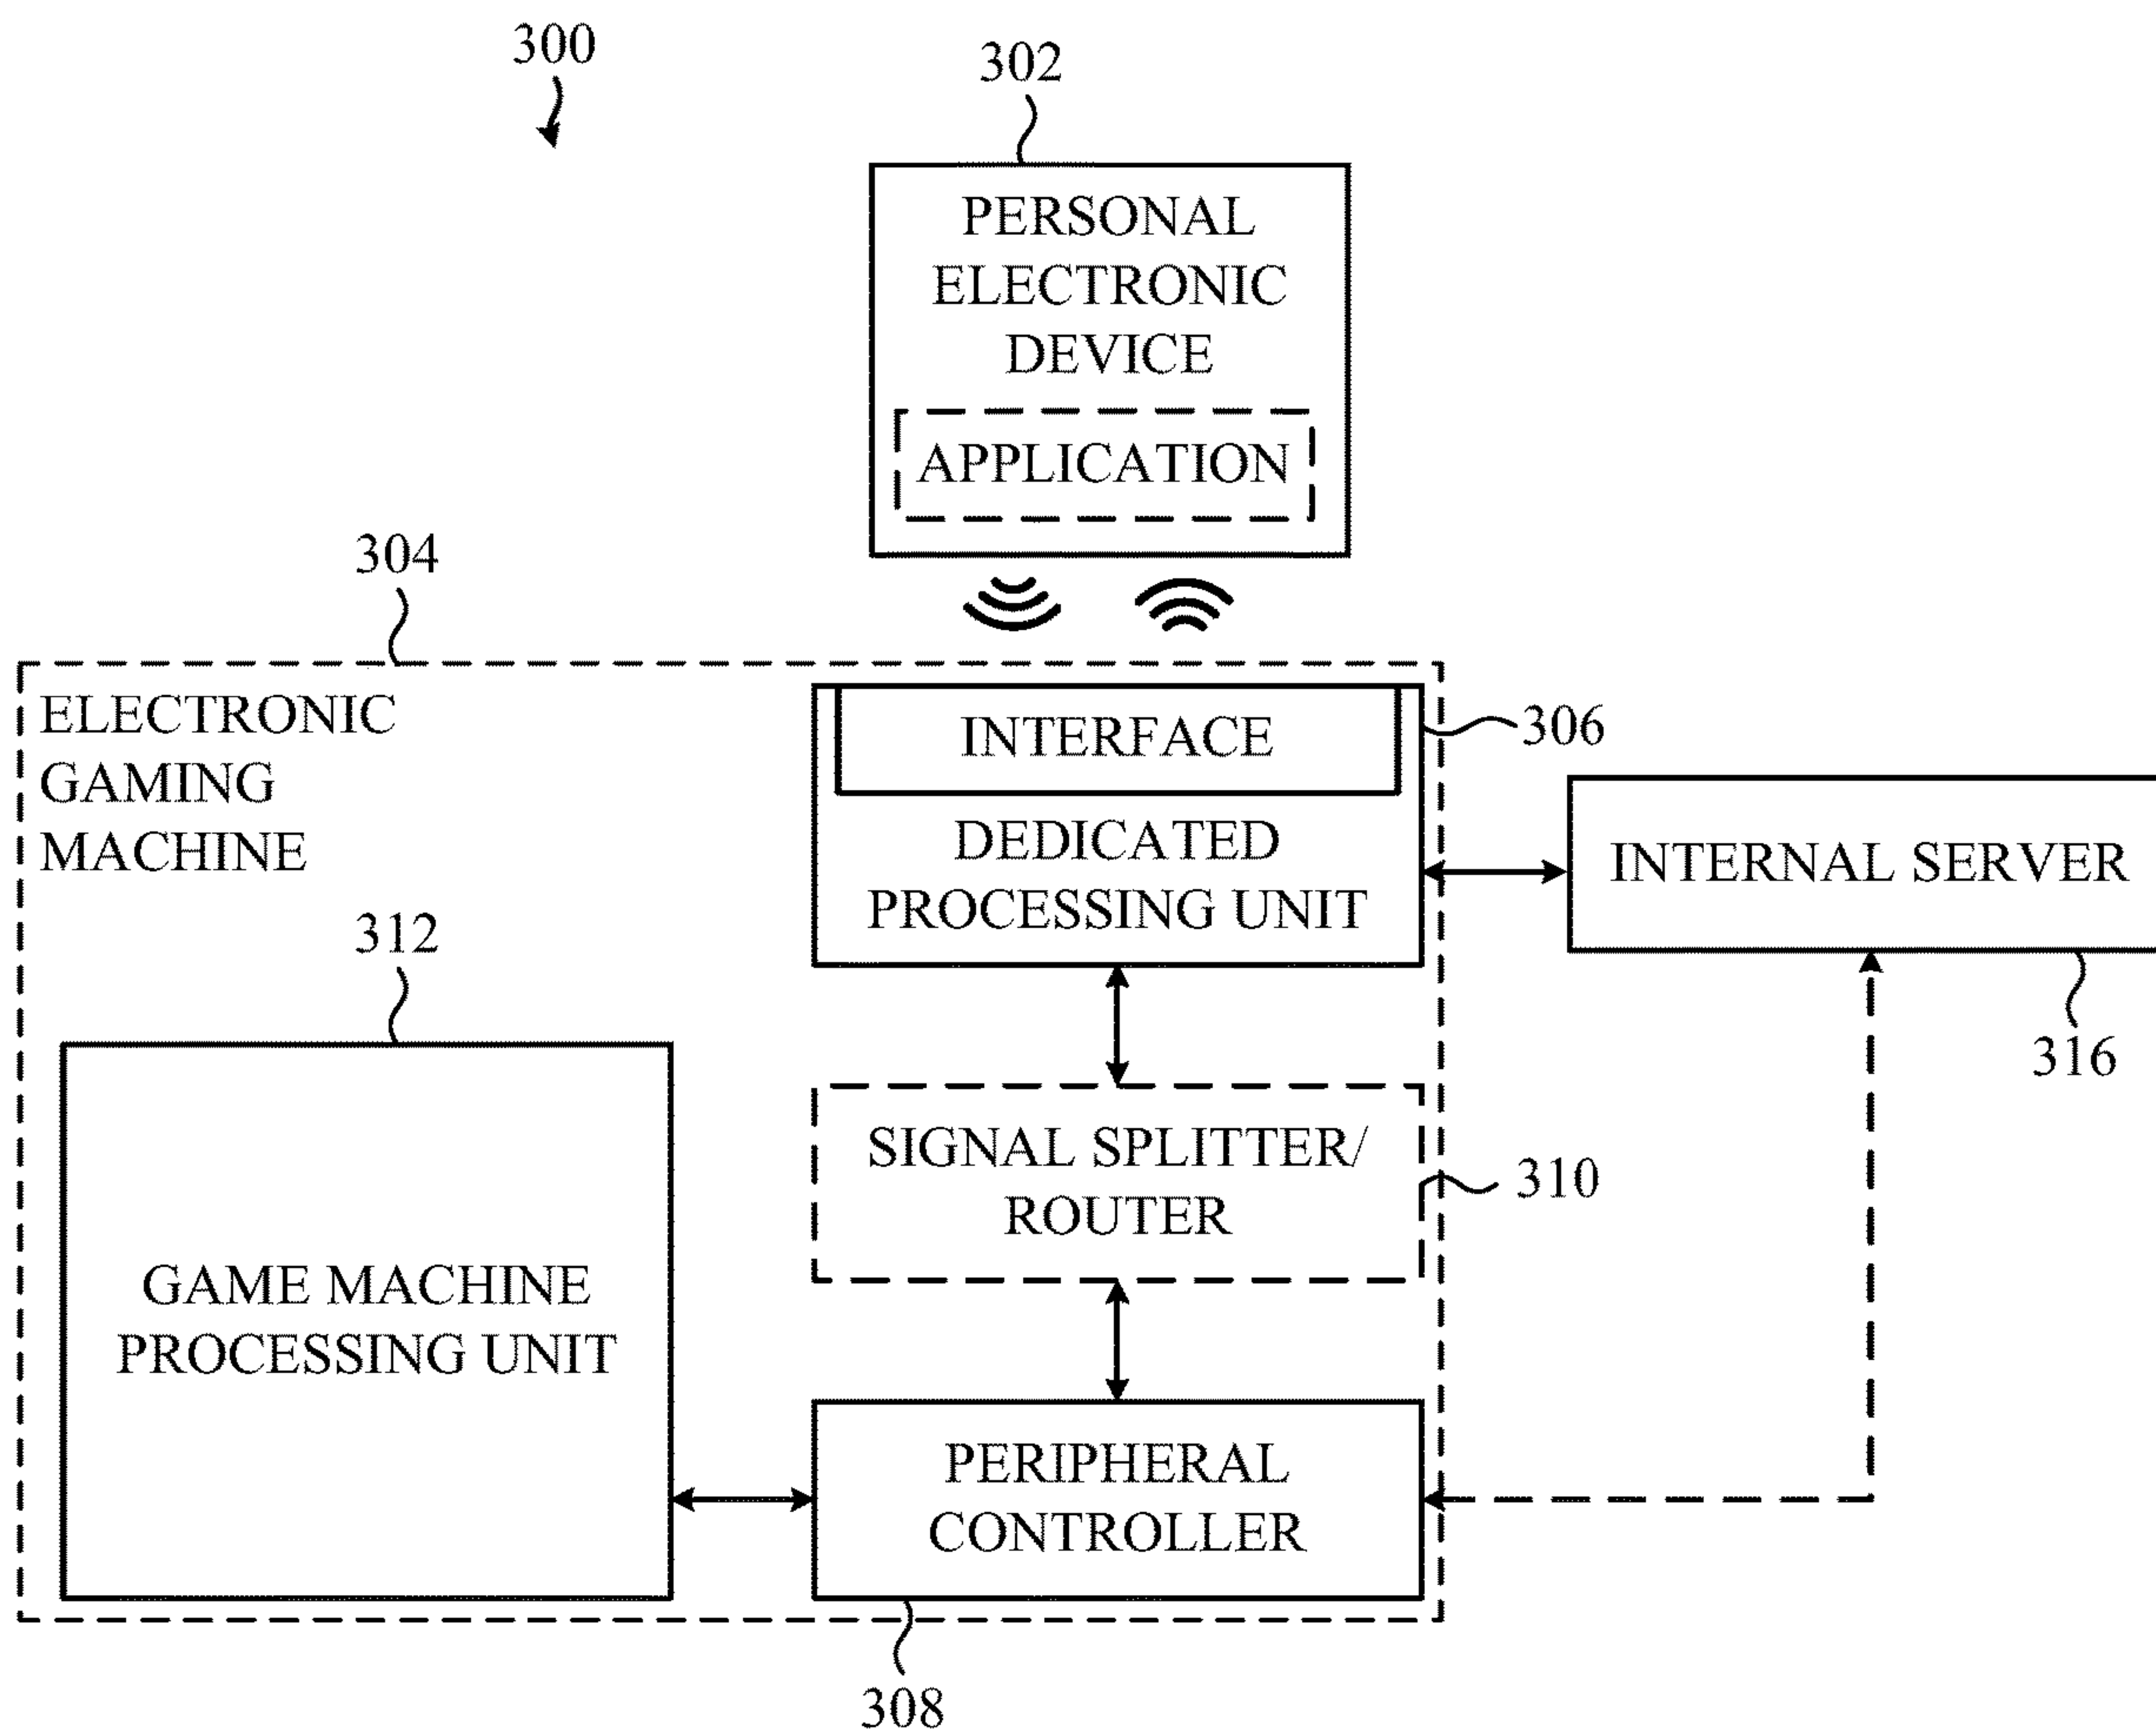 300
302
PERSONAL
ELECTRONIC
DEVICE
APPLICATION
304
ELECTRONIC
GAMING
MACHINE
INTERFACE
306
DEDICATED
PROCESSING UNIT
INTERNAL SERVER
316
312
GAME MACHINE
PROCESSING UNIT
SIGNAL SPLITTER/
ROUTER
310
PERIPHERAL
CONTROLLER
308